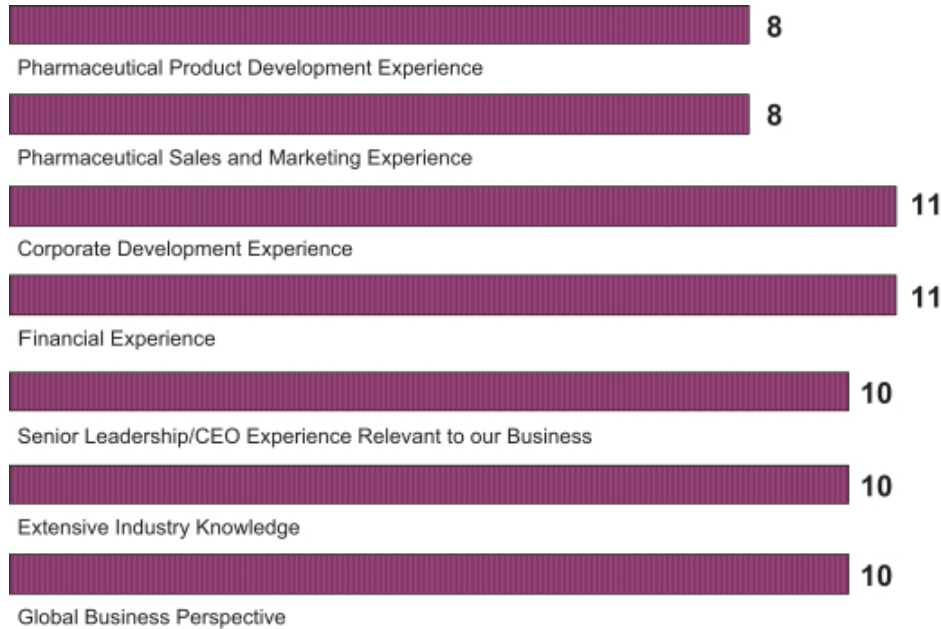 8
Pharmaceutical Product Development Experience
8
Pharmaceutical Sales and Marketing Experience
11
Corporate Development Experience
11
Financial Experience
10
Senior Leadership/CEO Experience Relevant to our Business
10
Extensive Industry Knowledge
10
Global Business Perspective